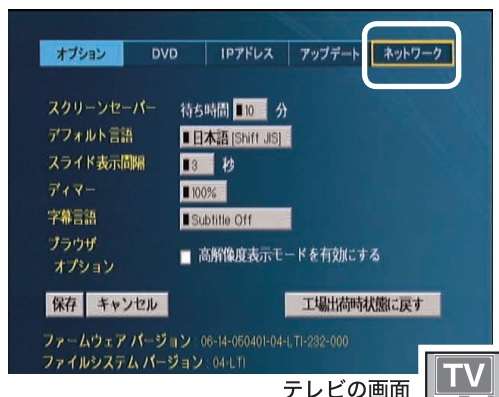 オプション DVD IPアドレス アップデート ネットワーク
スクリーンセーバー 待ち時間 10 分
デフォルト言語 日本語 [Shift JIS]
スライド表示間隔 3 秒
ディマー 100%
字幕言語 Subtitle Off
ブラウザ
オプション 高解像度表示モードを有効にする
保存 キャンセル 工場出荷時状態に戻す
ファームウェア バージョン : 06-14-050401-04-LTI-232-000
ファイルシステム バージョン : 04-LTI
テレビの画面 TV